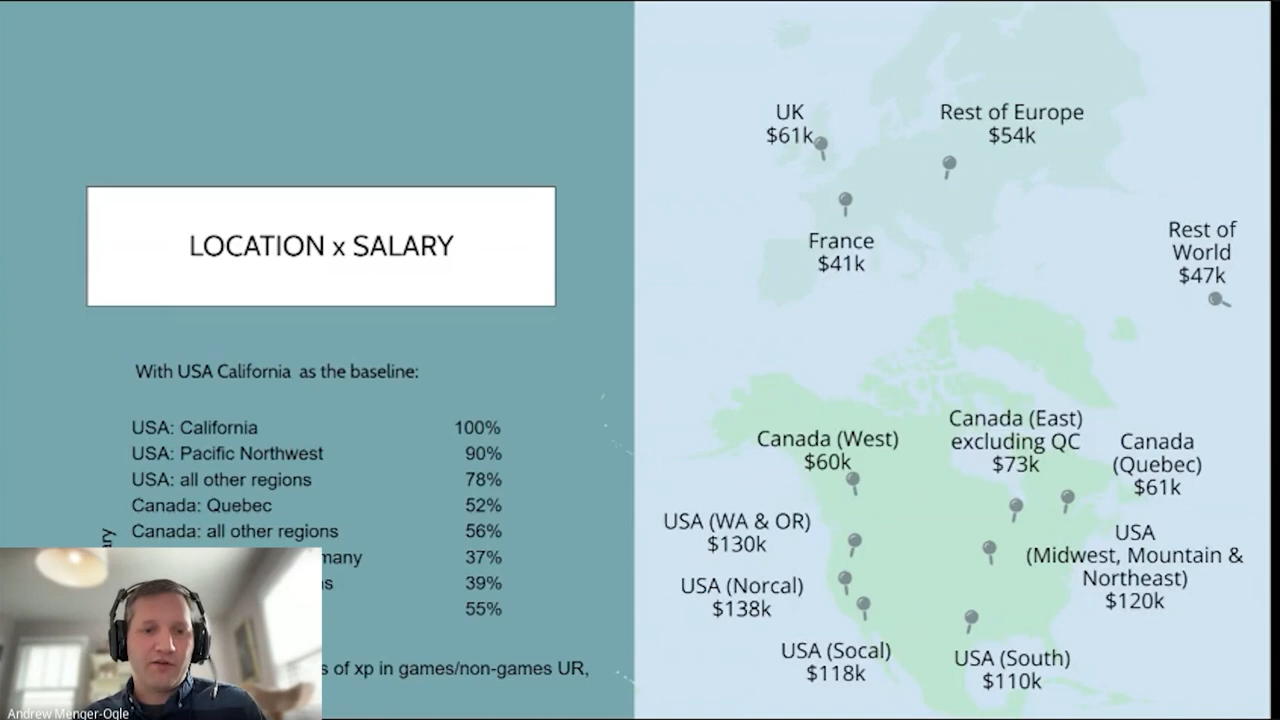 LOCATION x SALARY
With USA California as the baseline:
USA: California 100%
USA: Pacific Northwest 90%
USA: all other regions 78%
Canada: Quebec 52%
Canada: all other regions 56%
37%
39%
55%
of xp in games/non-games UR,
Andrew Menger-Ogle
UK
$61k
Rest of Europe
$54k
France
$41k
Rest of
World
$47k
Canada (West)
$60k
Canada (East)
excluding QC
$73k
Canada
(Quebec)
$61k
USA (WA & OR)
$130k
USA
(Midwest, Mountain &
Northeast)
$120k
USA (Norcal)
$138k
USA (Socal)
$118k
USA (South)
$110k